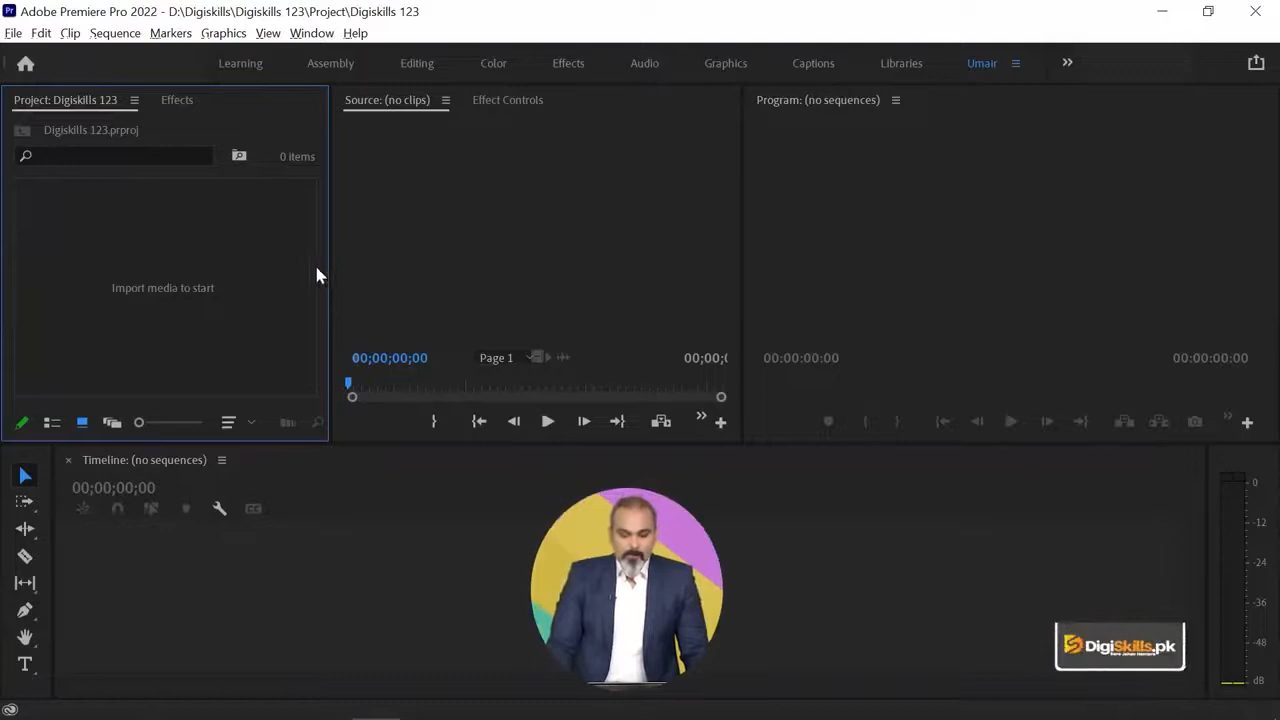 Pr Adobe Premiere Pro 2022 - D:\Digiskills\Digiskills 123\Project\Digiskills 123
File Edit Clip Sequence Markers Graphics View Window Help
Learning Assembly Editing Color Effects Audio Graphics Captions Libraries Umair
Project: Digiskills 123 Effects Source: (no clips) Effect Controls Program: (no sequences)
Digiskills 123.prproj
0 items
Import media to start
00;00;00;00 Page 1 00;00;( 00:00:00:00 00:00:00:00
× Timeline: (no sequences)
00;00;00;00
CC
0
-12
-24
-36
-48
dB
T
DigiSkills.pk